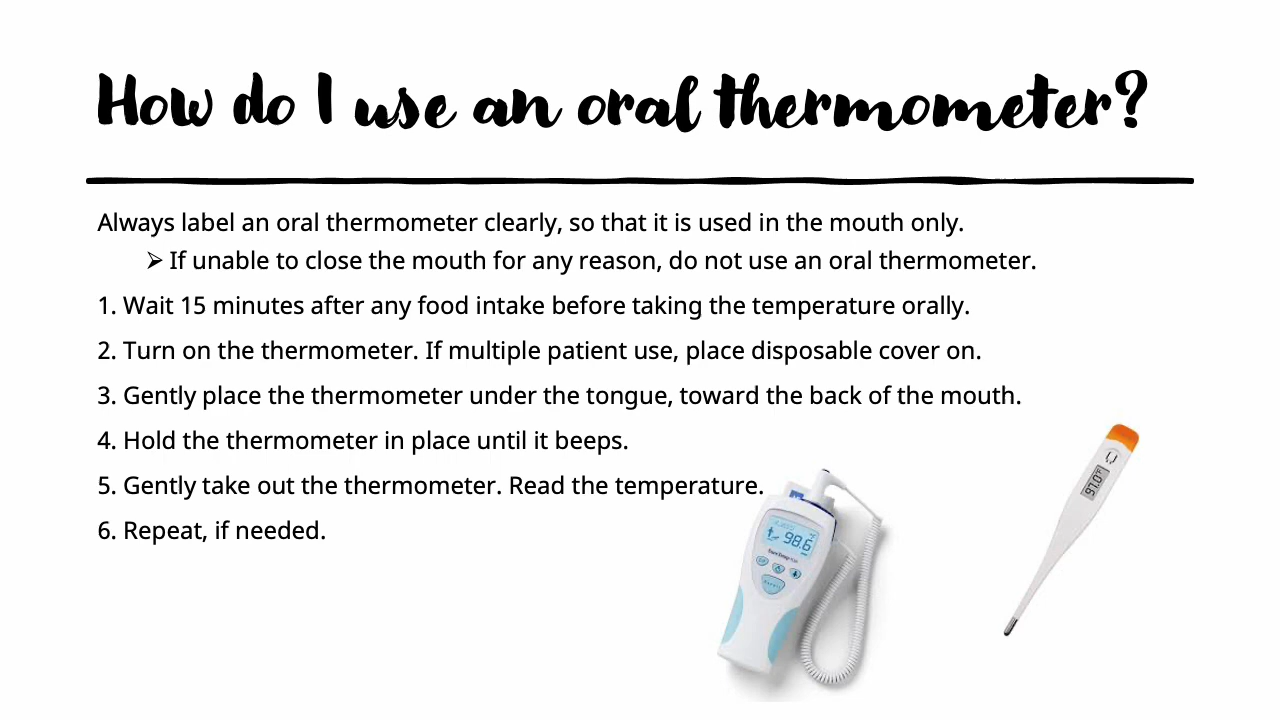 How do I use an oral thermometer?
Always label an oral thermometer clearly, so that it is used in the mouth only.
➢ If unable to close the mouth for any reason, do not use an oral thermometer.
1. Wait 15 minutes after any food intake before taking the temperature orally.
2. Turn on the thermometer. If multiple patient use, place disposable cover on.
3. Gently place the thermometer under the tongue, toward the back of the mouth.
4. Hold the thermometer in place until it beeps.
5. Gently take out the thermometer. Read the temperature.
6. Repeat, if needed.
98.6
97.0°F